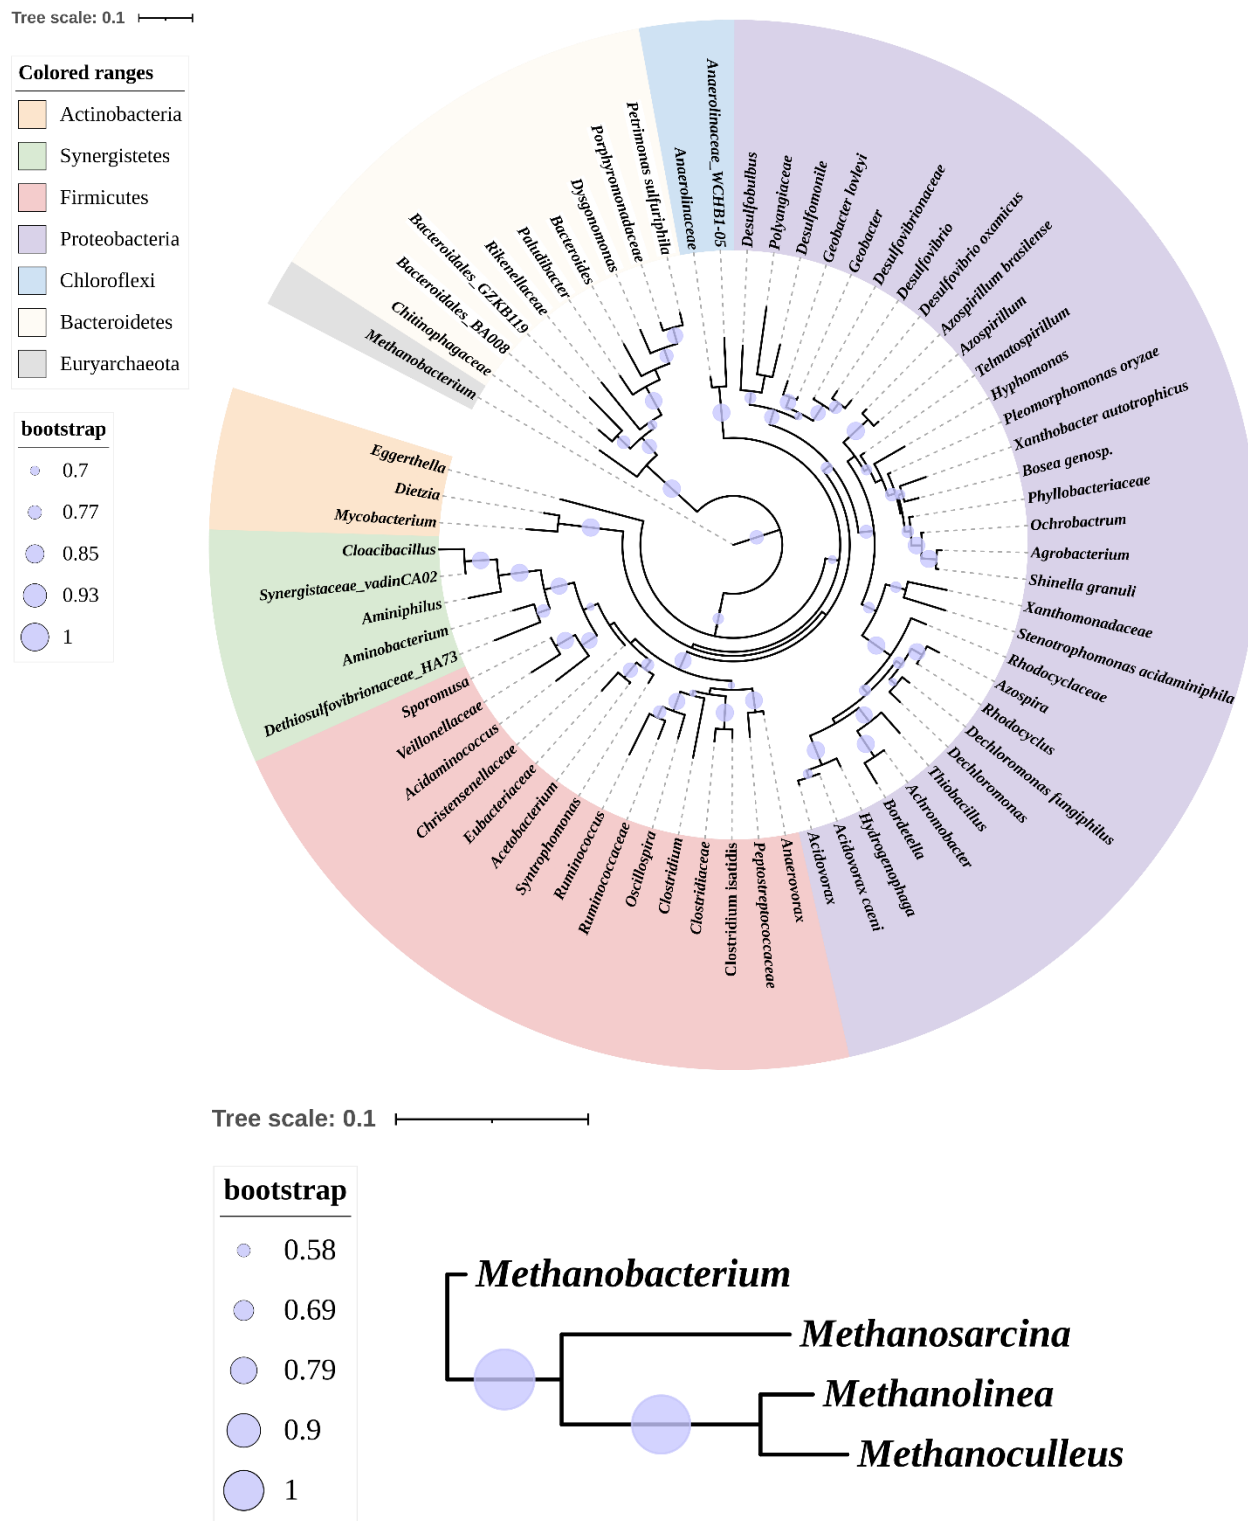 Tree scale: 0.1
Colored ranges
Actinobacteria
Synergistetes
Firmicutes
Proteobacteria
Chloroflexi
Bacteroidetes
Euryarchaeota
bootstrap
0.7
0.77
0.85
0.93
1
Methanobacterium
Chitinophagaceae
Bacteroidales_BA008
Bacteroidales_GZKB119
Rikenellaceae
Paludibacter
Bacteroides
Dysgonomonas
Porphyromonadaceae
Petrimonas sulfuriphila
Anaerolinaceae
Anaerolinaceae_WCHB1-05
Desulfobulbus
Polyangiaceae
Desulfomonile
Geobacter lovleyi
Geobacter
Desulfovibrionaceae
Desulfovibrio
Desulfovibrio oxamicus
Azospirillum brasilense
Azospirillum
Telmatospirillum
Hyphomonas
Pleomorphomonas oryzae
Xanthobacter autotrophicus
Bosea genosp.
Phyllobacteriaceae
Ochrobactrum
Agrobacterium
Shinella granuli
Xanthomonadaceae
Stenotrophomonas acidaminiphila
Rhodocyclaceae
Azospira
Rhodocyclus
Dechloromonas fungiphilus
Dechloromonas
Thiobacillus
Achromobacter
Bordetella
Hydrogenophaga
Acidovorax caeni
Acidovorax
Anaerovorax
Peptostreptococcaceae
Clostridium isatidis
Clostridiaceae
Clostridium
Oscillospira
Ruminococcaceae
Ruminococcus
Syntrophomonas
Acetobacterium
Eubacteriaceae
Christensenellaceae
Acidaminococcus
Veillonellaceae
Sporomusa
Dethiosulfovibrionaceae_HA73
Aminobacterium
Aminiphilus
Synergistaceae_vadinCA02
Cloacibacillus
Mycobacterium
Dietzia
Eggerthella
Tree scale: 0.1
bootstrap
0.58
0.69
0.79
0.9
1
Methanobacterium
Methanosarcina
Methanolinea
Methanoculleus